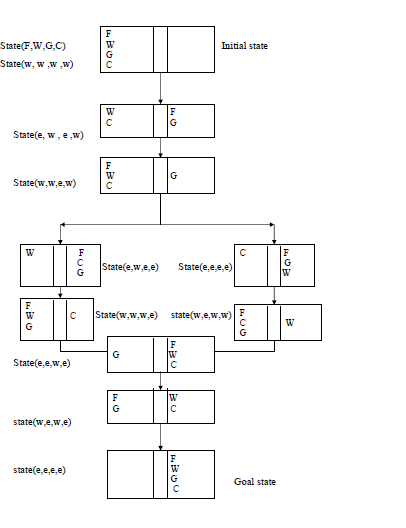 F
State(F,W,G,C) W Initial state
G
State(w, w ,w ,w) C
W F
C G
State(e, w , e ,w)
F
W G
State(w,w,e,w) C
W F C F
C G
State(e,w,e,e) State(e,e,e,e)
G W
F F
W C State(w,w,w,e) state(w,e,w,w) C W
G G
F
G W
State(e,e,w,e) C
F W
G C
state(w,e,w,e)
F
state(e,e,e,e) W
G Goal state
C